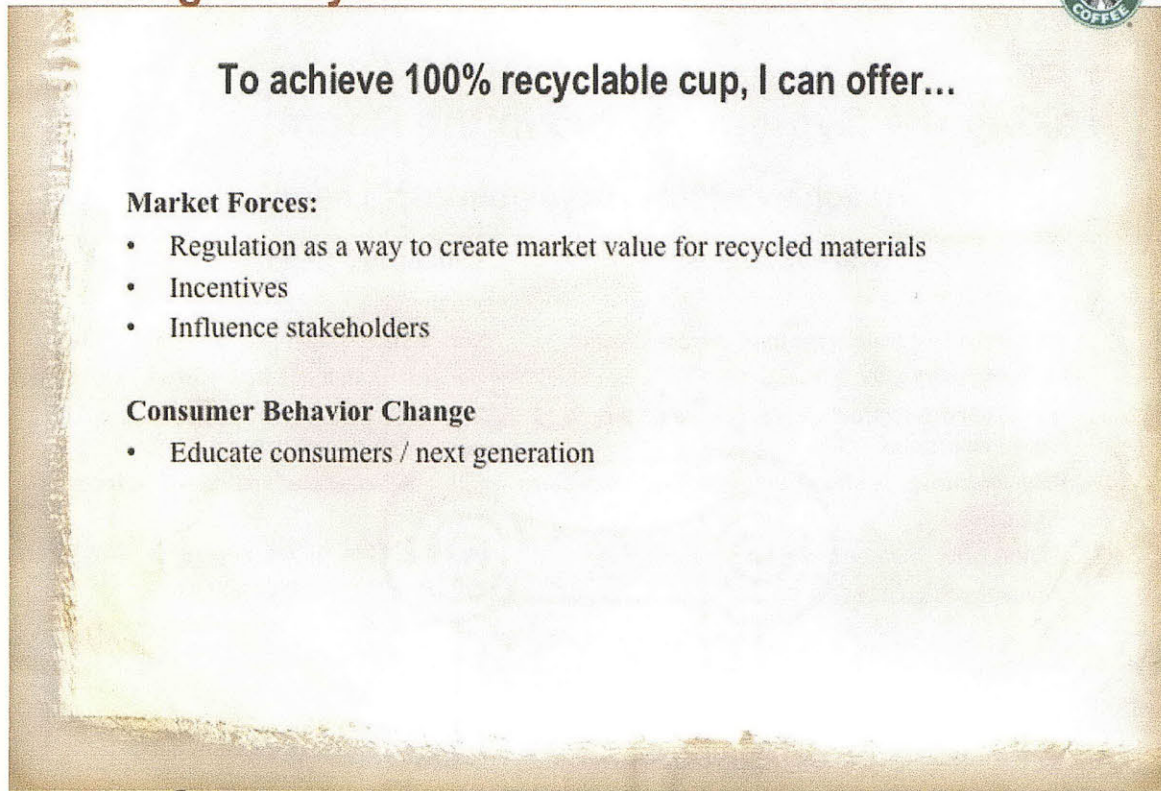 To achieve 100% recyclable cup, I can offer...
Market Forces:
• Regulation as a way to create market value for recycled materials
• Incentives
• Influence stakeholders
Consumer Behavior Change
• Educate consumers / next generation
COFFEE